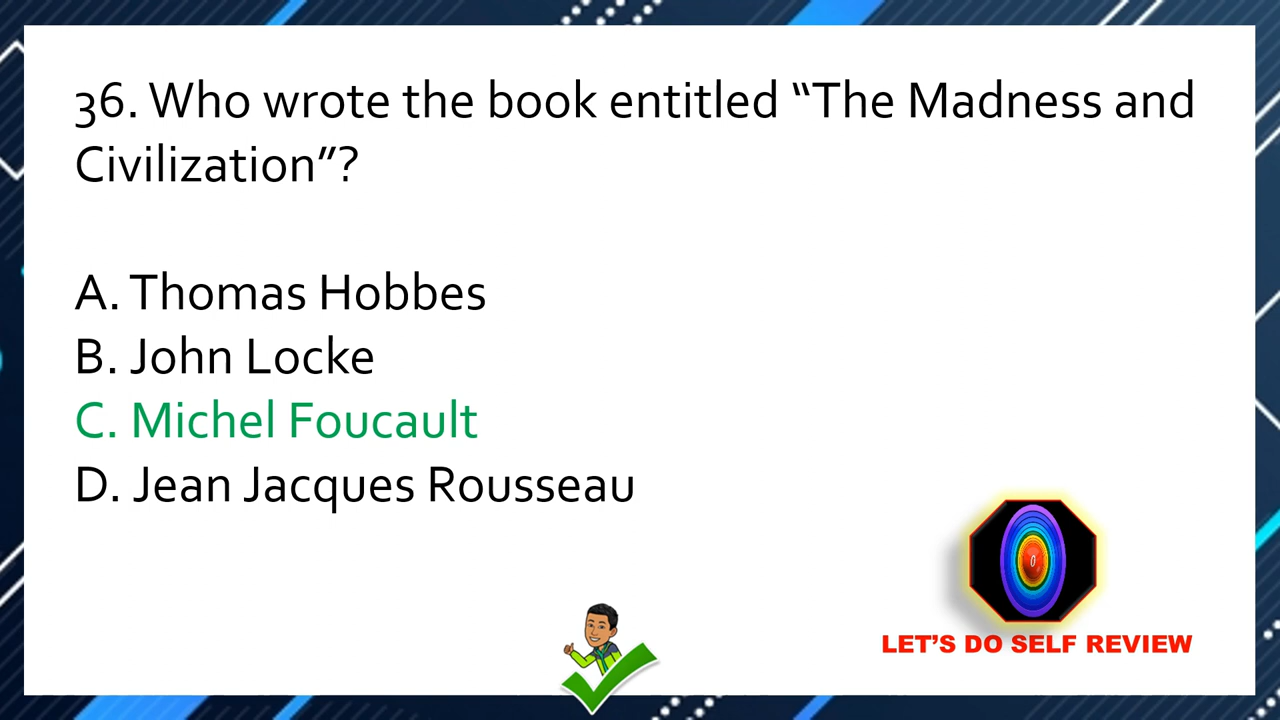 36. Who wrote the book entitled “The Madness and
Civilization”?
A. Thomas Hobbes
B. John Locke
C. Michel Foucault
D. Jean Jacques Rousseau
0
LET’S DO SELF REVIEW